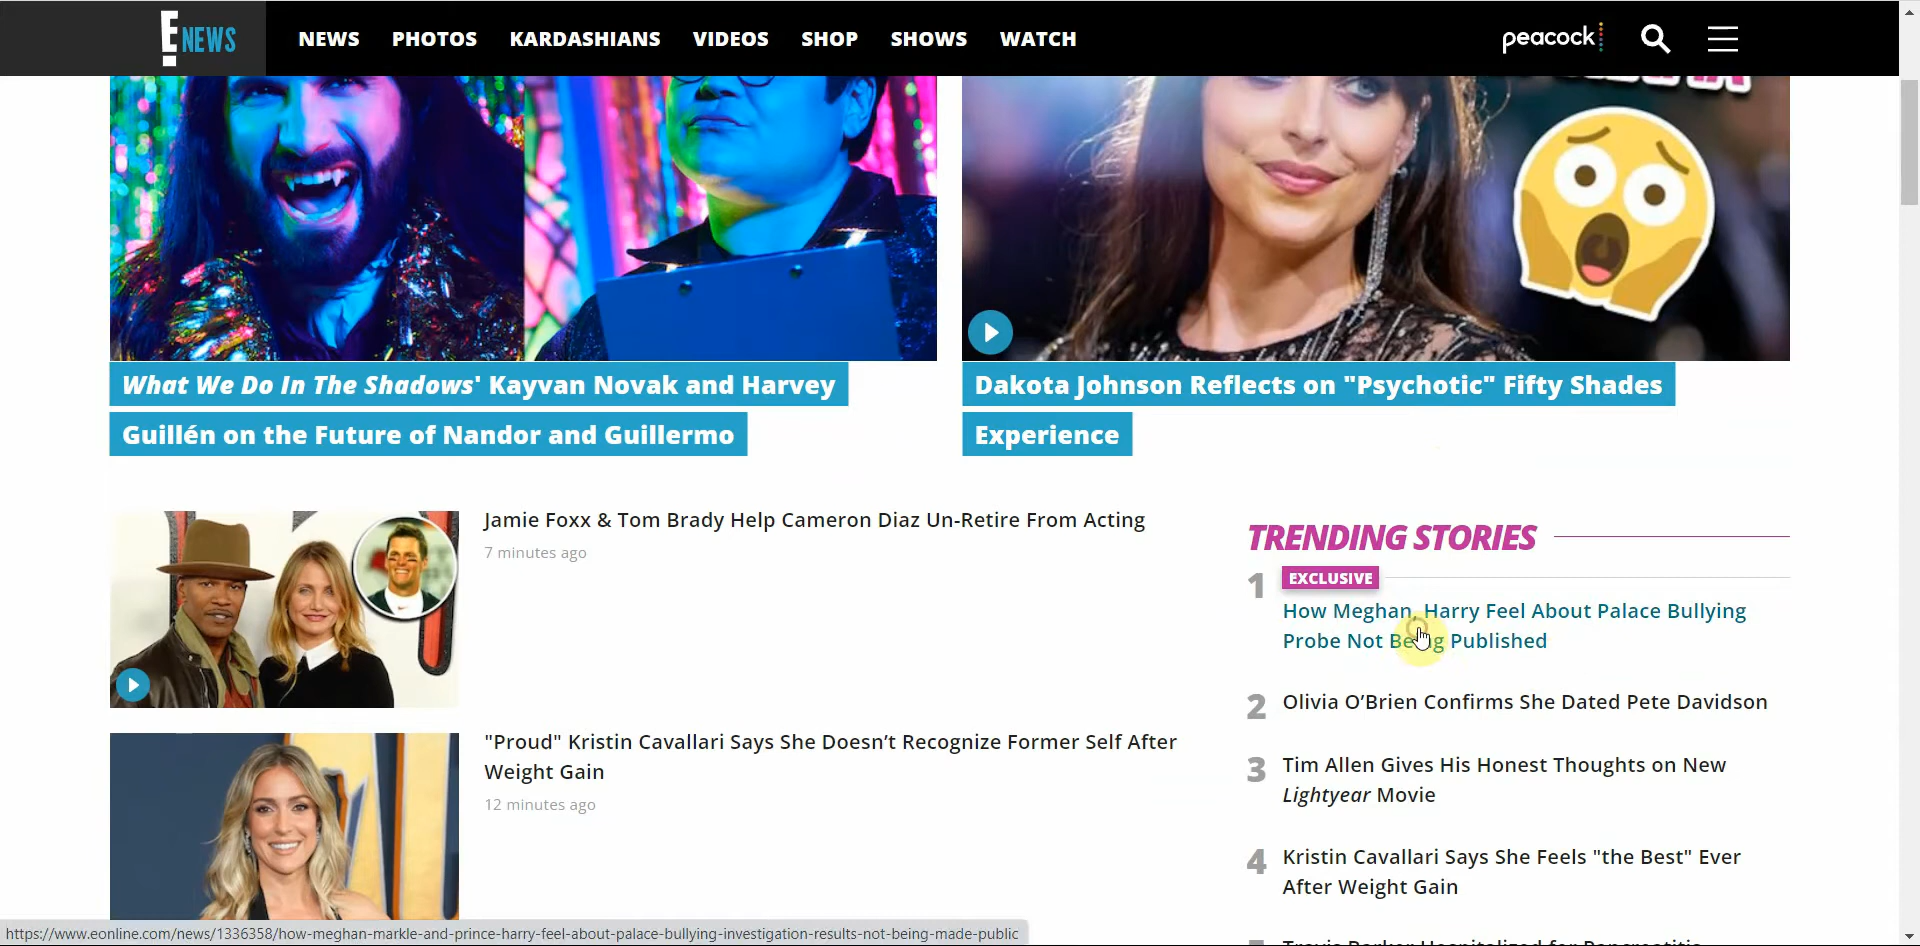 E NEWS
NEWS
PHOTOS
KARDASHIANS
VIDEOS
SHOP
SHOWS
WATCH
peacock
What We Do In The Shadows' Kayvan Novak and Harvey
Guillén on the Future of Nandor and Guillermo
Dakota Johnson Reflects on "Psychotic" Fifty Shades
Experience
Jamie Foxx & Tom Brady Help Cameron Diaz Un-Retire From Acting
7 minutes ago
"Proud" Kristin Cavallari Says She Doesn’t Recognize Former Self After
Weight Gain
12 minutes ago
TRENDING STORIES
1
EXCLUSIVE
How Meghan, Harry Feel About Palace Bullying
Probe Not Being Published
2
Olivia O’Brien Confirms She Dated Pete Davidson
3
Tim Allen Gives His Honest Thoughts on New
Lightyear Movie
4
Kristin Cavallari Says She Feels "the Best" Ever
After Weight Gain
Travis Barker Hospitalized for Pancreatitis
https://www.eonline.com/news/1336358/how-meghan-markle-and-prince-harry-feel-about-palace-bullying-investigation-results-not-being-made-public